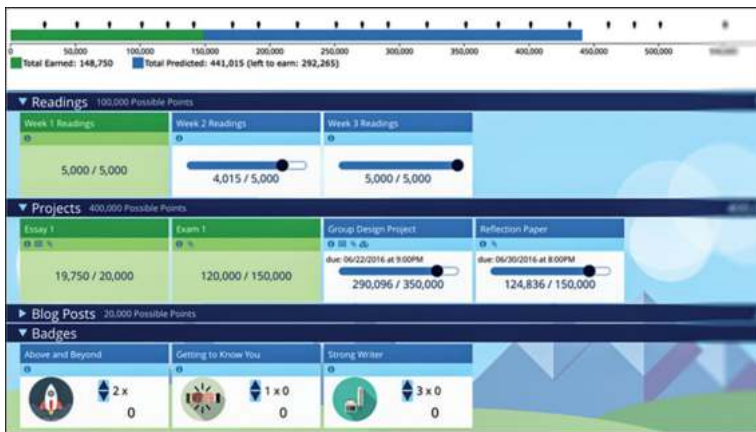 0 50,000 100,000 150,000 200,000 250,000 300,000 350,000 400,000 450,000 500,000
Total Earned: 148,750 Total Predicted: 441,015 (left to earn: 292,265)
Readings 100,000 Possible Points
Week 1 Readings Week 2 Readings Week 3 Readings
5,000 / 5,000 4,015 / 5,000 5,000 / 5,000
Projects 400,000 Possible Points
Essay 1 Exam 1 Group Design Project Reflection Paper
due: 06/22/2016 at 9:00PM due: 06/30/2016 at 8:00PM
19,750 / 20,000 120,000 / 150,000 290,096 / 350,000 124,836 / 150,000
Blog Posts 20,000 Possible Points
Badges
Above and Beyond Getting to Know You Strong Writer
2 x 1 x 0 3 x 0
0 0 0